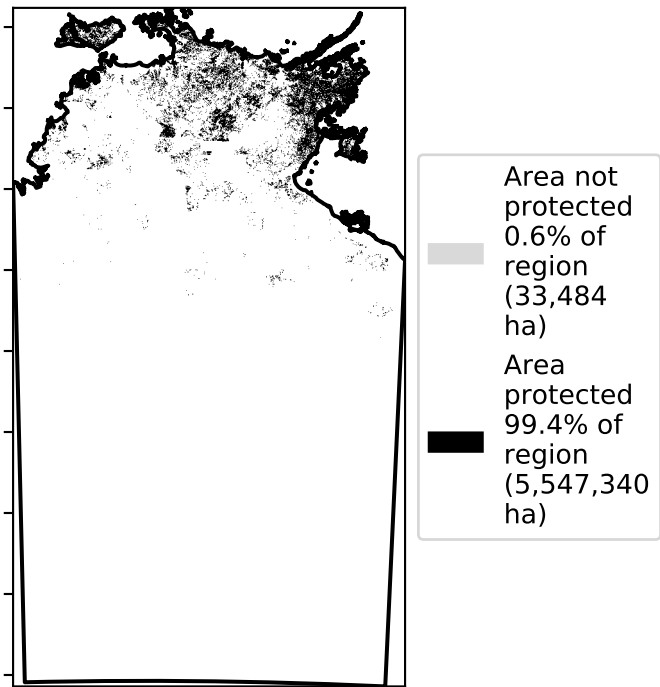 Area not
protected
0.6% of
region
(33,484
ha)
Area
protected
99.4% of
region
(5,547,340
ha)